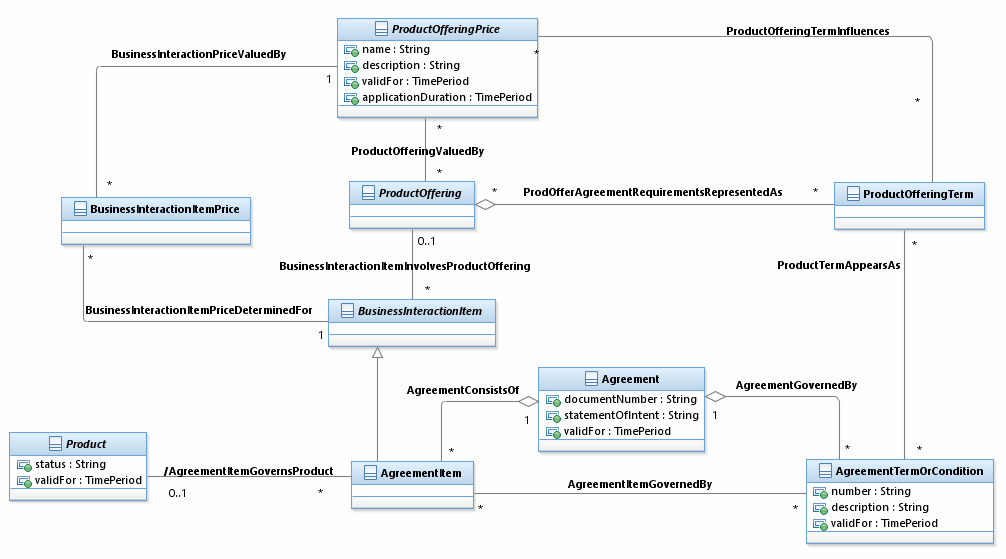 ProductOfferingPrice
name : String
description : String
validFor : TimePeriod
applicationDuration : TimePeriod
ProductOfferingTermInfluences
*
BusinessInteractionPriceValuedBy
1
*
*
ProductOfferingValuedBy
*
*
ProductOffering
*
ProdOfferAgreementRequirementsRepresentedAs
*
ProductOfferingTerm
BusinessInteractionItemPrice
0..1
*
*
ProductTermAppearsAs
BusinessInteractionItemInvolvesProductOffering
*
BusinessInteractionItemPriceDeterminedFor
BusinessInteractionItem
1
Agreement
documentNumber : String
statementOfIntent : String
validFor : TimePeriod
AgreementConsistsOf
1
AgreementGovernedBy
1
Product
status : String
validFor : TimePeriod
*
*
*
/AgreementItemGovernsProduct
0..1
*
AgreementItem
AgreementItemGovernedBy
*
*
AgreementTermOrCondition
number : String
description : String
validFor : TimePeriod